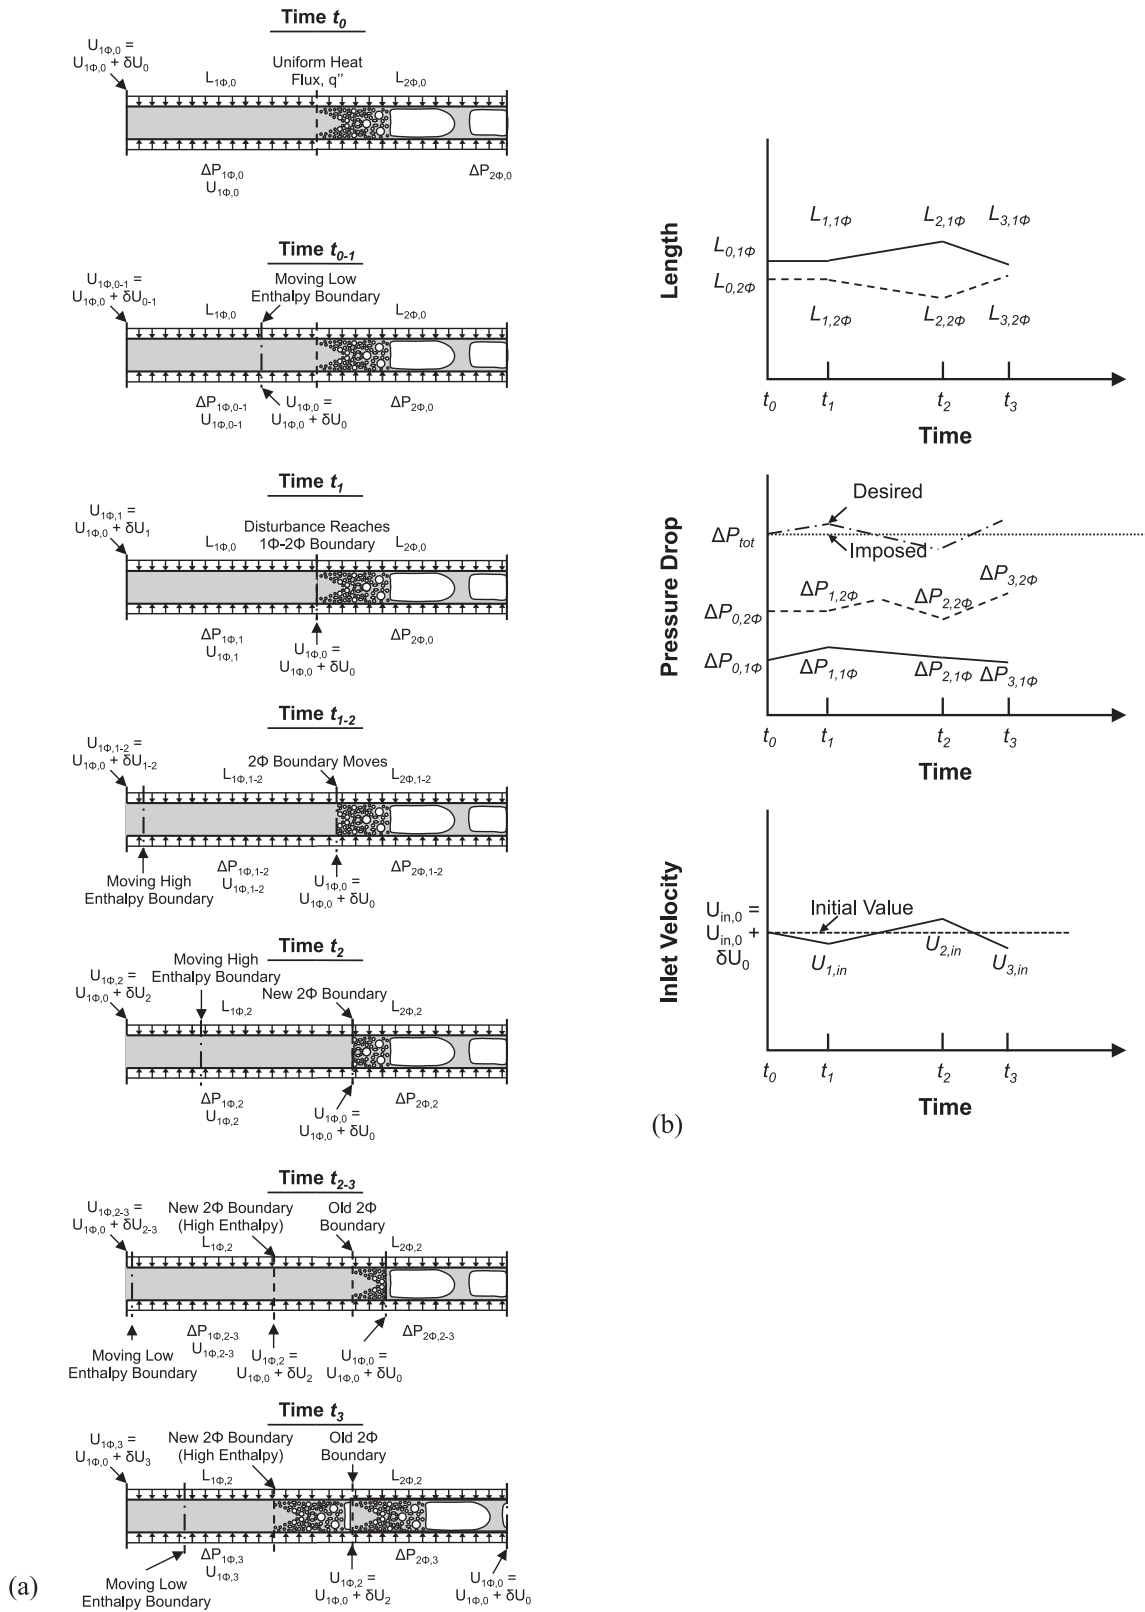 Time t0
U1Φ,0 =
U1Φ,0 + δU0
L1Φ,0
Uniform Heat
Flux, q"
L2Φ,0
ΔP1Φ,0
U1Φ,0
ΔP2Φ,0
Time t0-1
U1Φ,0-1 =
U1Φ,0 + δU0-1
L1Φ,0
Moving Low
Enthalpy Boundary
L2Φ,0
ΔP1Φ,0-1
U1Φ,0-1
U1Φ,0 =
U1Φ,0 + δU0
ΔP2Φ,0
Time t1
U1Φ,1 =
U1Φ,0 + δU1
L1Φ,0
Disturbance Reaches
1Φ-2Φ Boundary
L2Φ,0
ΔP1Φ,1
U1Φ,1
U1Φ,0 =
U1Φ,0 + δU0
ΔP2Φ,0
Time t1-2
U1Φ,1-2 =
U1Φ,0 + δU1-2
L1Φ,1-2
2Φ Boundary Moves
L2Φ,1-2
Moving High
Enthalpy Boundary
ΔP1Φ,1-2
U1Φ,1-2
U1Φ,0 =
U1Φ,0 + δU0
ΔP2Φ,1-2
Time t2
U1Φ,2 =
U1Φ,0 + δU2
Moving High
Enthalpy Boundary
L1Φ,2
New 2Φ Boundary
L2Φ,2
ΔP1Φ,2
U1Φ,2
U1Φ,0 =
U1Φ,0 + δU0
ΔP2Φ,2
Time t2-3
U1Φ,2-3 =
U1Φ,0 + δU2-3
New 2Φ Boundary
(High Enthalpy)
Old 2Φ
Boundary
L1Φ,2
L2Φ,2
Moving Low
Enthalpy Boundary
ΔP1Φ,2-3
U1Φ,2-3
U1Φ,2 =
U1Φ,0 + δU2
U1Φ,0 =
U1Φ,0 + δU0
ΔP2Φ,2-3
Time t3
U1Φ,3 =
U1Φ,0 + δU3
New 2Φ Boundary
(High Enthalpy)
Old 2Φ
Boundary
L1Φ,2
L2Φ,2
Moving Low
Enthalpy Boundary
ΔP1Φ,3
U1Φ,3
U1Φ,2 =
U1Φ,0 + δU2
ΔP2Φ,3
U1Φ,0 =
U1Φ,0 + δU0
(a)
Length
L0,1Φ
L0,2Φ
L1,1Φ
L2,1Φ
L3,1Φ
L1,2Φ
L2,2Φ
L3,2Φ
t0
t1
t2
t3
Time
Pressure Drop
ΔPtot
ΔP0,2Φ
ΔP0,1Φ
Desired
Imposed
ΔP1,2Φ
ΔP2,2Φ
ΔP3,2Φ
ΔP1,1Φ
ΔP2,1Φ
ΔP3,1Φ
t0
t1
t2
t3
Time
Inlet Velocity
Uin,0 =
Uin,0 +
δU0
Initial Value
U1,in
U2,in
U3,in
t0
t1
t2
t3
Time
(b)